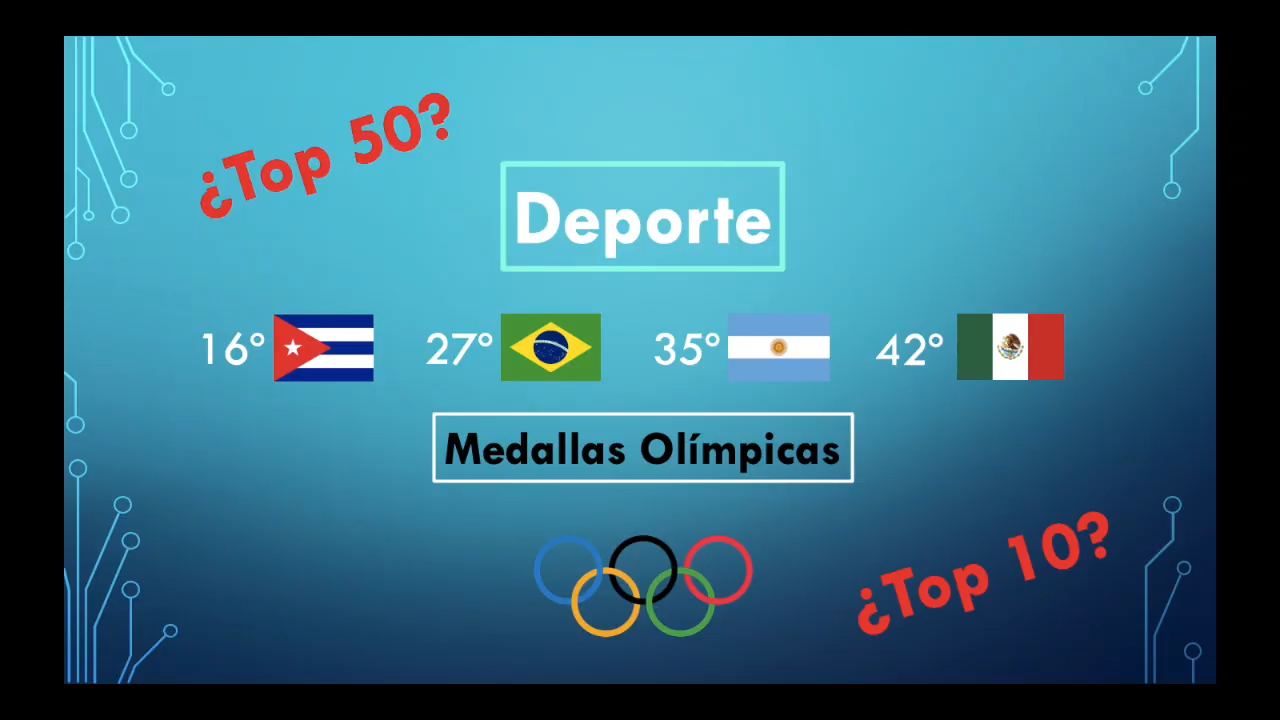 ¿Top 50?
Deporte
16° 27° 35° 42°
Medallas Olímpicas
¿Top 10?